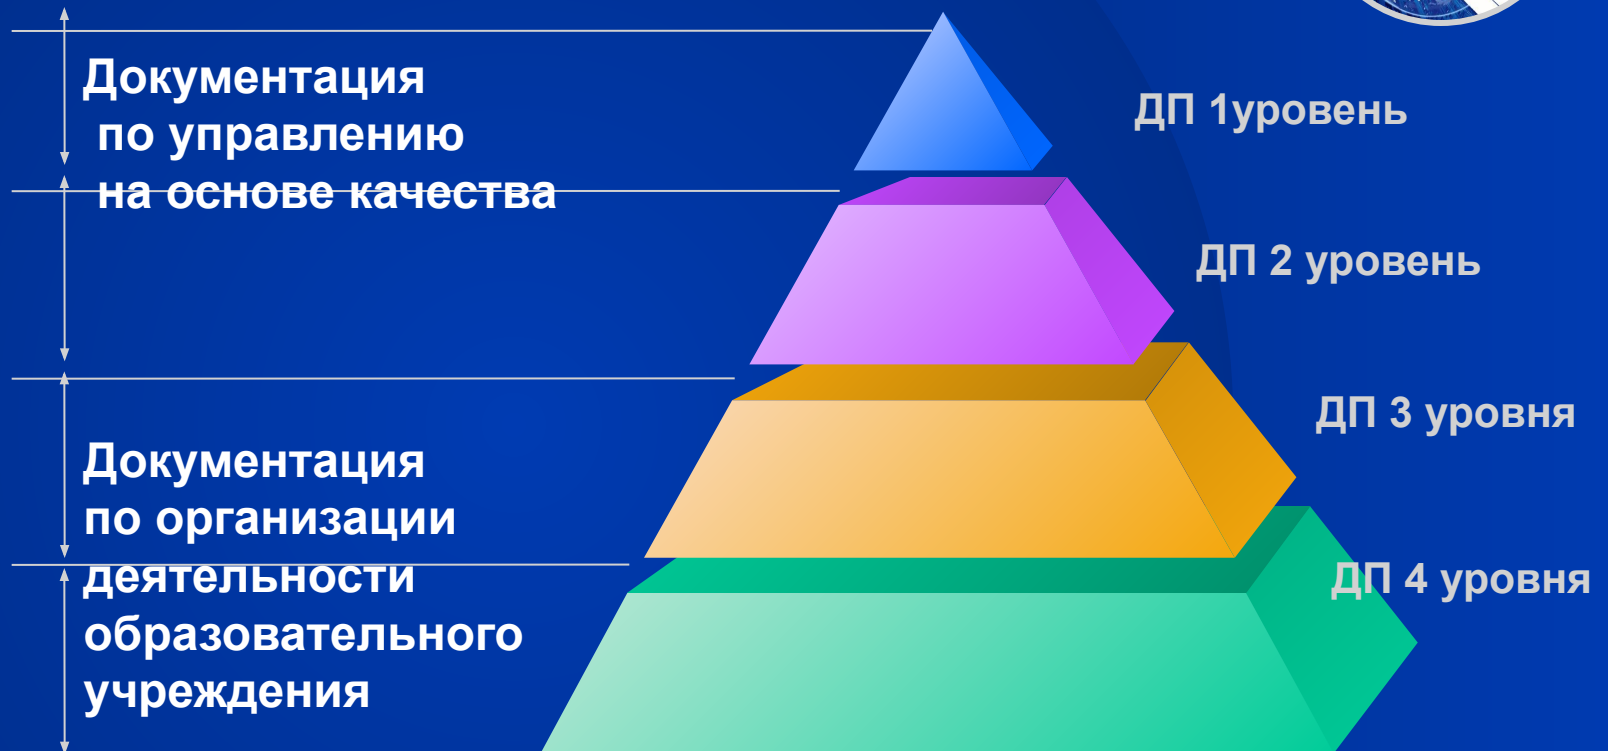 Документация
по управлению
на основе качества
ДП 1уровень
ДП 2 уровень
ДП 3 уровня
Документация
по организации
деятельности
образовательного
учреждения
ДП 4 уровня